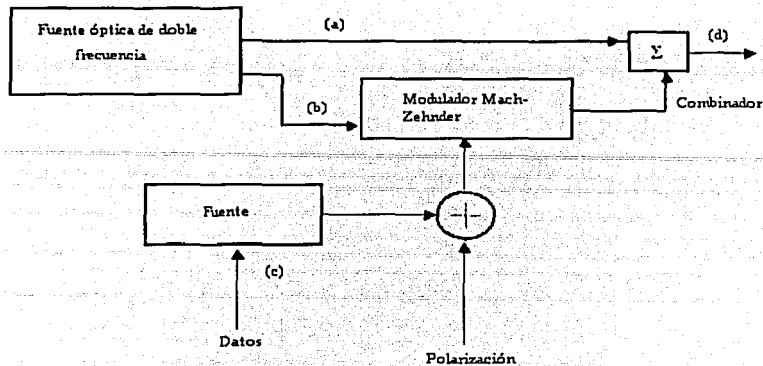 Fuente óptica de doble
frecuencia
(a)
Σ
(d)
(b)
Modulador Mach-
Zehnder
Combinador
Fuente
(c)
Datos
Polarización